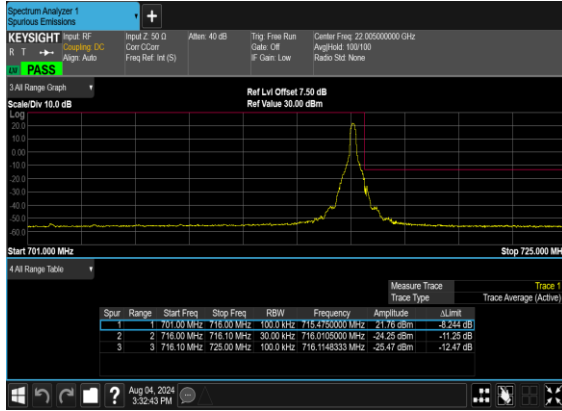 Spectrum Analyzer 1
Spurious Emissions
KEYSIGHT Input: RF Input Z: 50 Ω Atten: 40 dB Trig: Free Run Center Freq: 22.005000000 GHz
R T Coupling: DC Corr CCorr Gate: Off Avg|Hold: 100/100
Align: Auto Freq Ref: Int (S) IF Gain: Low Radio Std: None
PASS
3 All Range Graph
Ref Lvl Offset 7.50 dB
Scale/Div 10.0 dB Ref Value 30.00 dBm
Log
20.0
10.0
0.00
-10.0
-20.0
-30.0
-40.0
-50.0
-60.0
Start 701.000 MHz Stop 725.000 MH
4 All Range Table
Measure Trace Trace 1
Trace Type Trace Average (Active)
Spur Range Start Freq Stop Freq RBW Frequency Amplitude ΔLimit
1 1 701.00 MHz 716.00 MHz 100.0 kHz 715.4750000 MHz 21.76 dBm -8.244 dB
2 2 716.00 MHz 716.10 MHz 30.00 kHz 716.0105000 MHz -24.25 dBm -11.25 dB
3 3 716.10 MHz 725.00 MHz 100.0 kHz 716.1148333 MHz -25.47 dBm -12.47 dB
Aug 04, 2024
3:32:43 PM